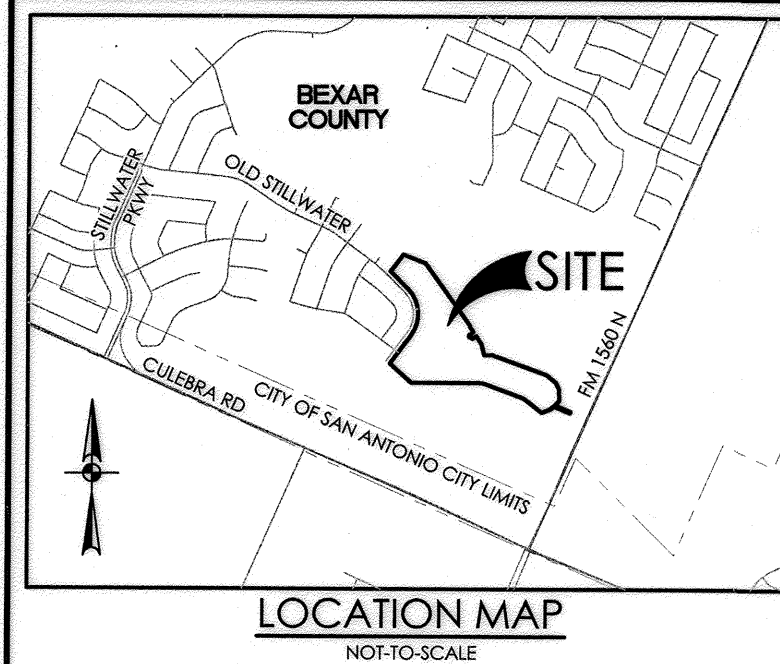 BEXAR
COUNTY
OLD STILLWATER
STILLWATER
PKWY
SITE
FM 1560 N
CULEBRA RD
CITY OF SAN ANTONIO CITY LIMITS
LOCATION MAP
NOT-TO-SCALE